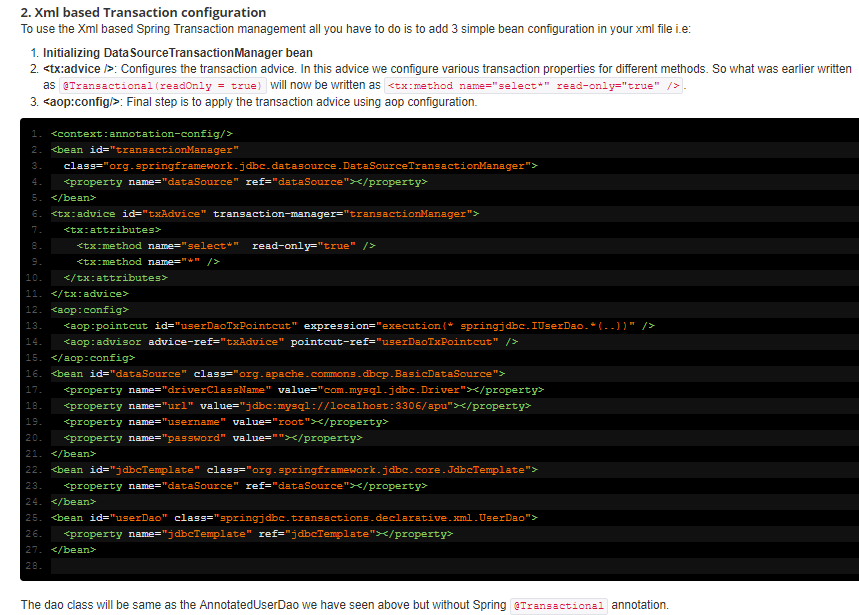 2. Xml based Transaction configuration
To use the Xml based Spring Transaction management all you have to do is to add 3 simple bean configuration in your xml file i.e:
1. Initializing DataSourceTransactionManager bean
2. <tx:advice />: Configures the transaction advice. In this advice we configure various transaction properties for different methods. So what was earlier written
as @Transactional(readOnly = true) will now be written as <tx:method name="select*" read-only="true" />.
3. <aop:config/>: Final step is to apply the transaction advice using aop configuration.
1. <context:annotation-config/>
2. <bean id="transactionManager"
3.   class="org.springframework.jdbc.datasource.DataSourceTransactionManager">
4.   <property name="dataSource" ref="dataSource"></property>
5. </bean>
6. <tx:advice id="txAdvice" transaction-manager="transactionManager">
7.   <tx:attributes>
8.     <tx:method name="select*"  read-only="true" />
9.     <tx:method name="*" />
10.   </tx:attributes>
11. </tx:advice>
12. <aop:config>
13.   <aop:pointcut id="userDaoTxPointcut" expression="execution(* springjdbc.IUserDao.*(..))" />
14.   <aop:advisor advice-ref="txAdvice" pointcut-ref="userDaoTxPointcut" />
15. </aop:config>
16. <bean id="dataSource" class="org.apache.commons.dbcp.BasicDataSource">
17.   <property name="driverClassName" value="com.mysql.jdbc.Driver"></property>
18.   <property name="url" value="jdbc:mysql://localhost:3306/apu"></property>
19.   <property name="username" value="root"></property>
20.   <property name="password" value=""></property>
21. </bean>
22. <bean id="jdbcTemplate" class="org.springframework.jdbc.core.JdbcTemplate">
23.   <property name="dataSource" ref="dataSource"></property>
24. </bean>
25. <bean id="userDao" class="springjdbc.transactions.declarative.xml.UserDao">
26.   <property name="jdbcTemplate" ref="jdbcTemplate"></property>
27. </bean>
28.
The dao class will be same as the AnnotatedUserDao we have seen above but without Spring @Transactional annotation.